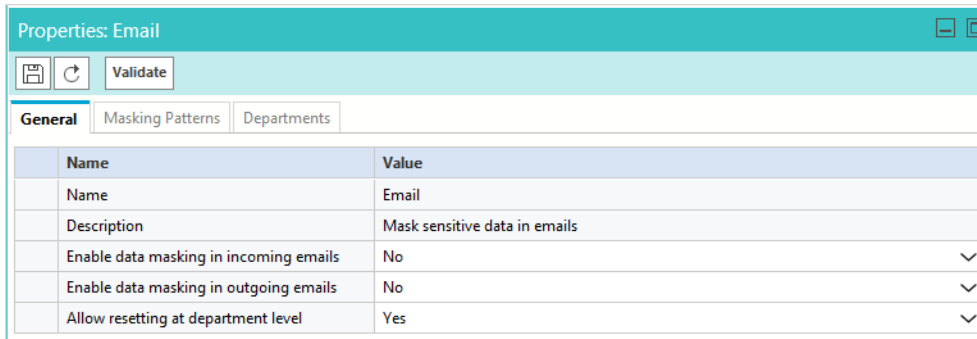 Properties: Email
Validate
General Masking Patterns Departments
Name Value
Name Email
Description Mask sensitive data in emails
Enable data masking in incoming emails No
Enable data masking in outgoing emails No
Allow resetting at department level Yes